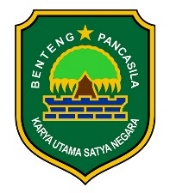 BENTENG PANCASILA
KARYA UTAMA SATYA NEGARA